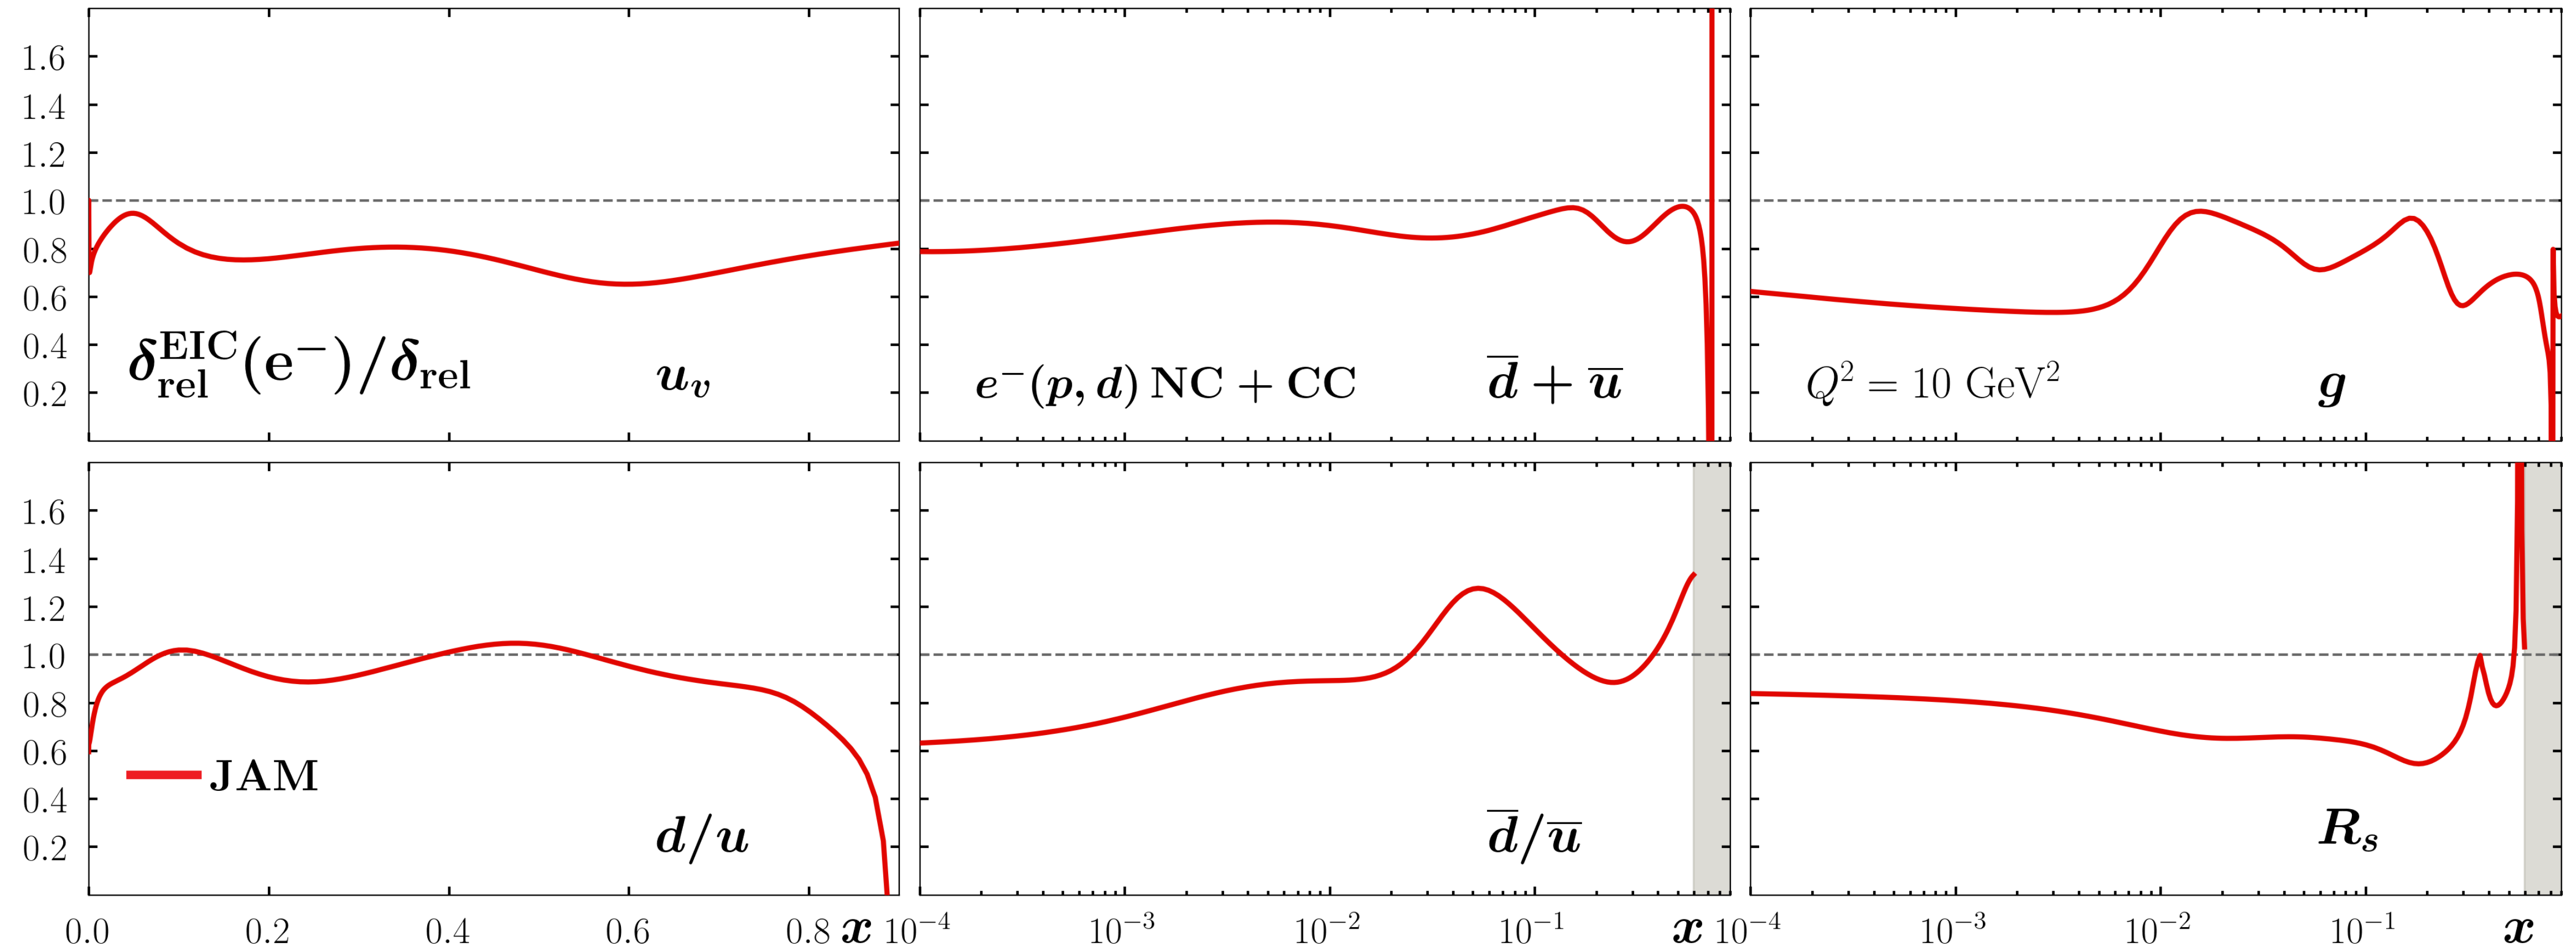 1.6
1.4
1.2
1.0
0.8
0.6
0.4
0.2
δ^EIC_rel(e⁻)/δ_rel
u_v
e⁻(p, d) NC + CC
d̅ + u̅
Q² = 10 GeV²
g
1.6
1.4
1.2
1.0
0.8
0.6
0.4
0.2
JAM
d/u
d̅/u̅
R_s
0.0 0.2 0.4 0.6 0.8 x 10⁻⁴ 10⁻³ 10⁻² 10⁻¹ x 10⁻⁴ 10⁻³ 10⁻² 10⁻¹ x